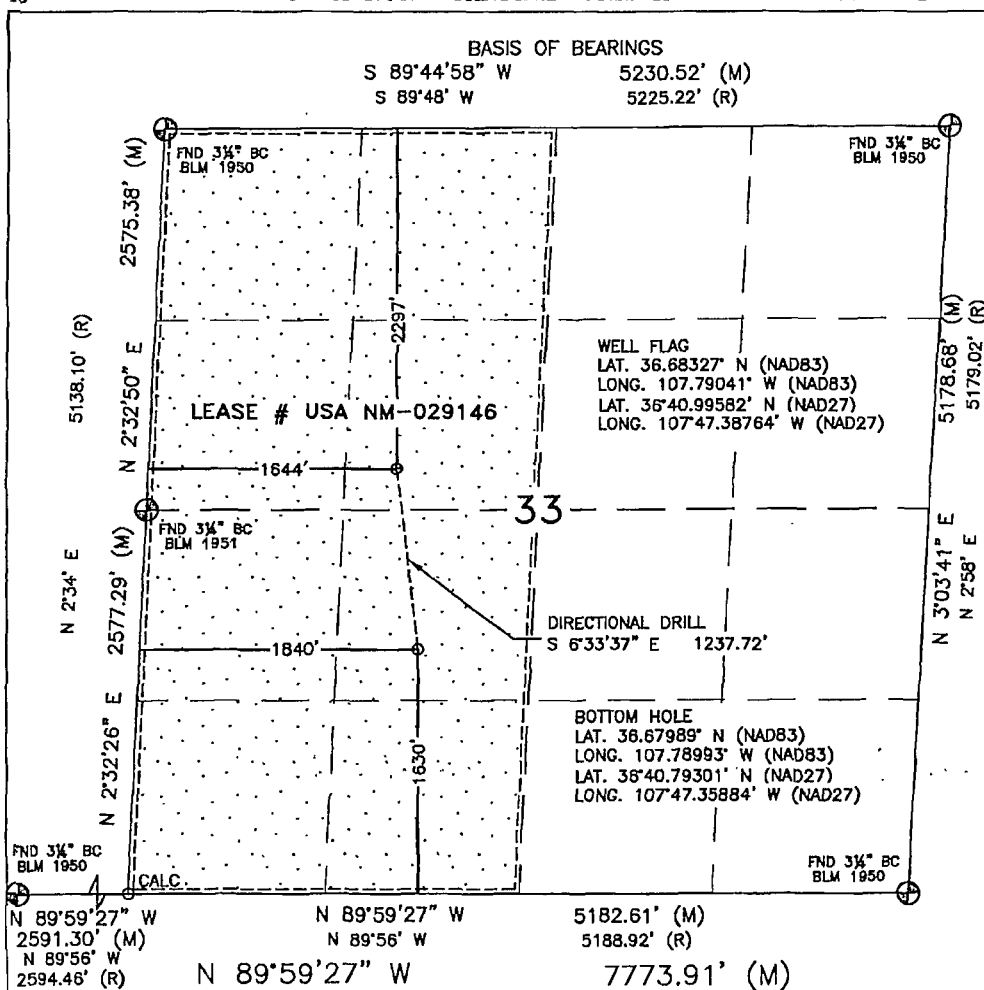 BASIS OF BEARINGS
S 89°44'58" W 5230.52' (M)
S 89°48' W 5225.22' (R)
FND 3¼" BC
BLM 1950
FND 3¼" BC
BLM 1950
2575.38' (M)
5138.10' (R)
N 2°32'50" E
2297'
WELL FLAG
LAT. 36.68327° N (NAD83)
LONG. 107.79041° W (NAD83)
LAT. 36°40.99582' N (NAD27)
LONG. 107°47.38764' W (NAD27)
5178.68' (M)
5179.02' (R)
LEASE # USA NM-029146
1644'
33
FND 3¼" BC
BLM 1951
N 2°34' E
2577.29' (M)
N 3°03'41" E
N 2°58' E
DIRECTIONAL DRILL
S 6°33'37" E 1237.72'
1840'
N 2°32'26" E
1630'
BOTTOM HOLE
LAT. 36.67989° N (NAD83)
LONG. 107.78993° W (NAD83)
LAT. 36°40.79301' N (NAD27)
LONG. 107°47.35884' W (NAD27)
FND 3¼" BC
BLM 1950
CALC
FND 3¼" BC
BLM 1950
N 89°59'27" W
2591.30' (M)
N 89°56' W
2594.46' (R)
N 89°59'27" W 5182.61' (M)
N 89°56' W 5188.92' (R)
N 89°59'27" W 7773.91' (M)